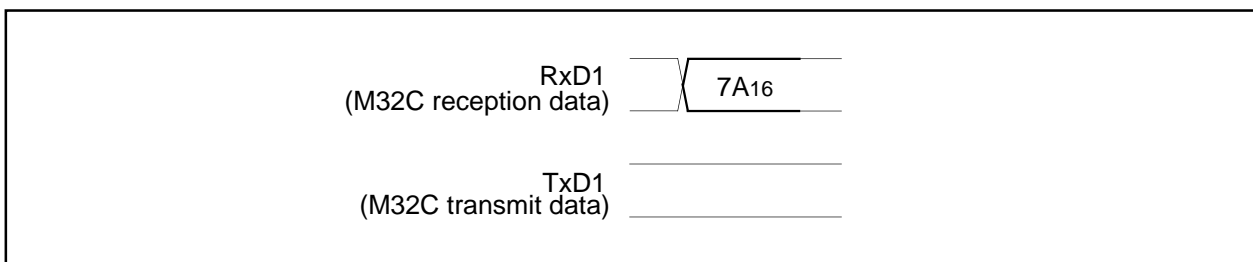 RxD1
(M32C reception data)
7A16
TxD1
(M32C transmit data)